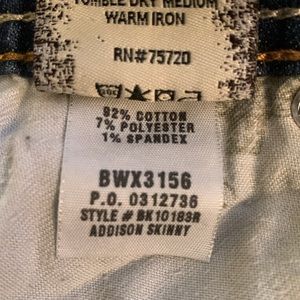 TUMBLE DRY MEDIUM
WARM IRON
RN#75720
92% COTTON
7% POLYESTER
1% SPANDEX
BWX3156
P.O. 0312736
STYLE # BK10183R
ADDISON SKINNY